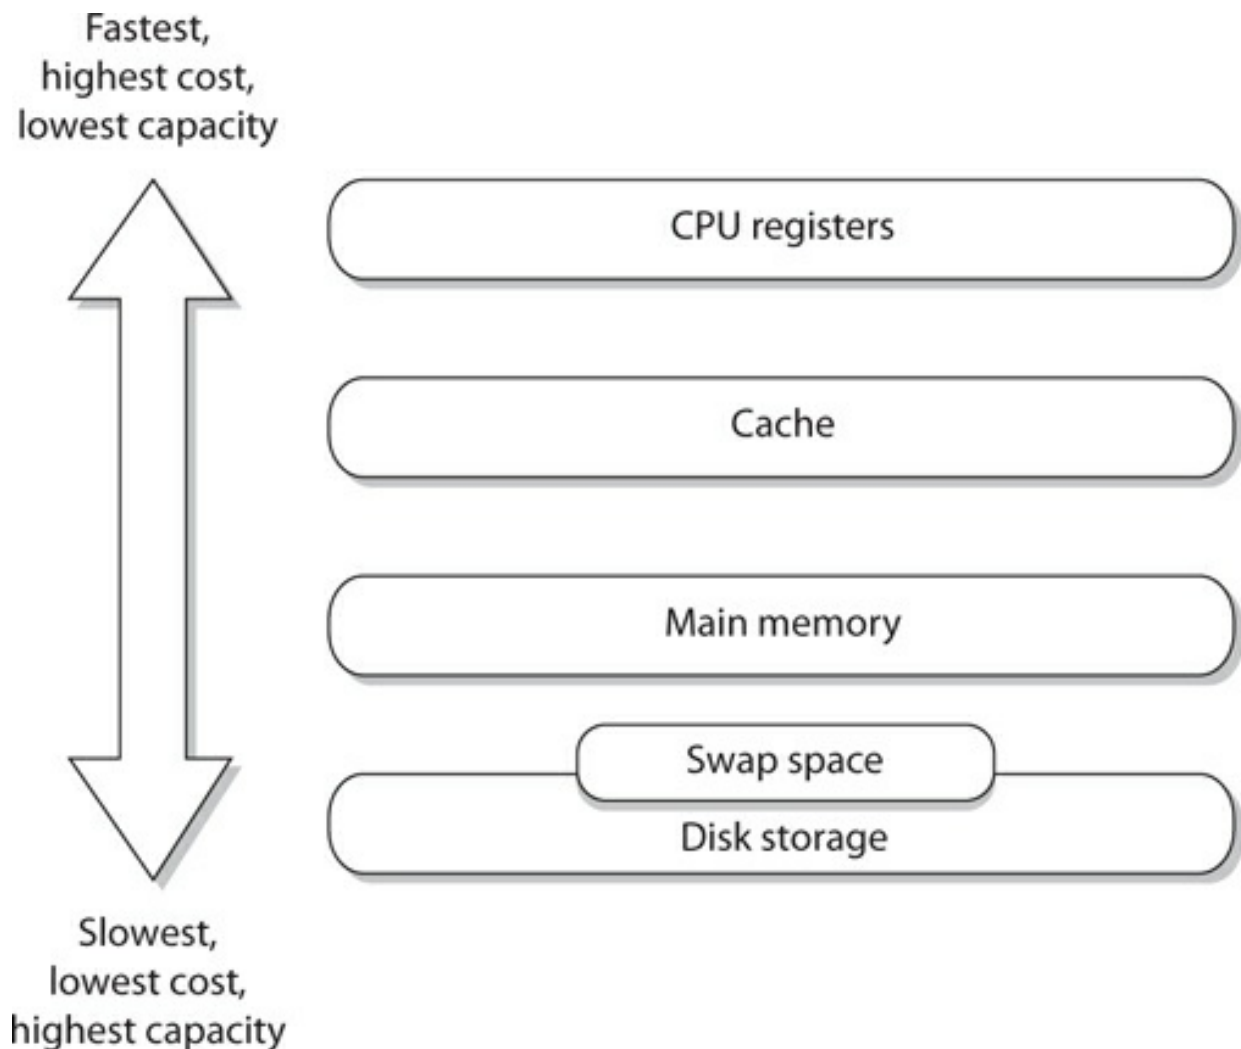 Fastest,
highest cost,
lowest capacity
CPU registers
Cache
Main memory
Swap space
Disk storage
Slowest,
lowest cost,
highest capacity